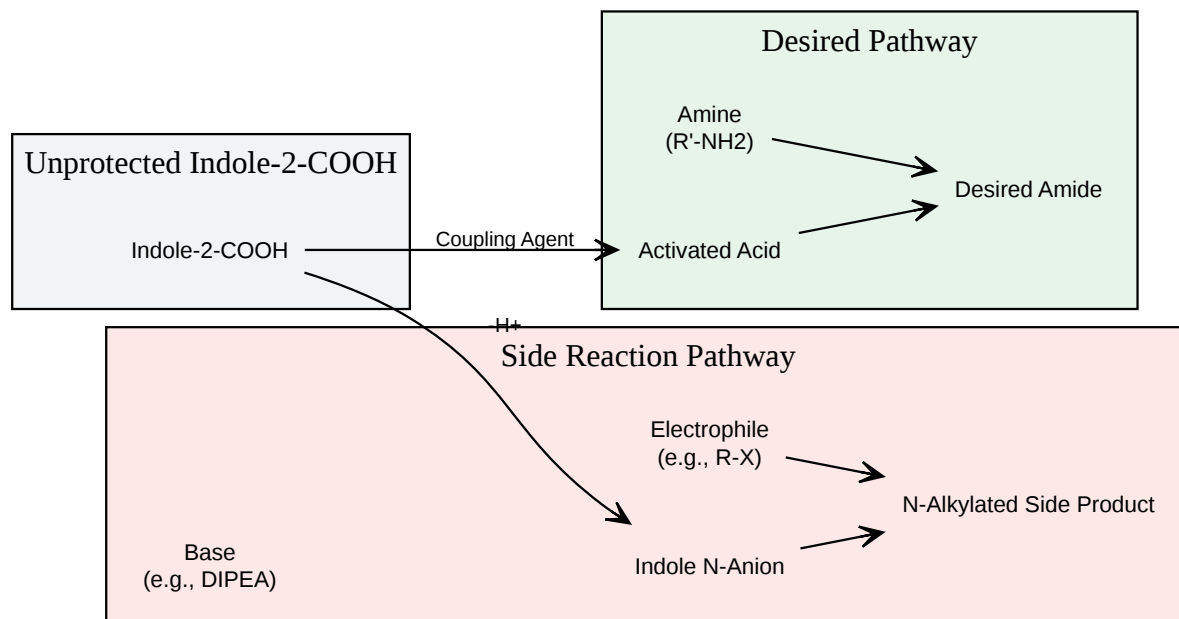 Desired Pathway
Amine
(R'-NH2)
Desired Amide
Activated Acid
Unprotected Indole-2-COOH
Indole-2-COOH
Coupling Agent
-H+
Side Reaction Pathway
Electrophile
(e.g., R-X)
N-Alkylated Side Product
Indole N-Anion
Base
(e.g., DIPEA)